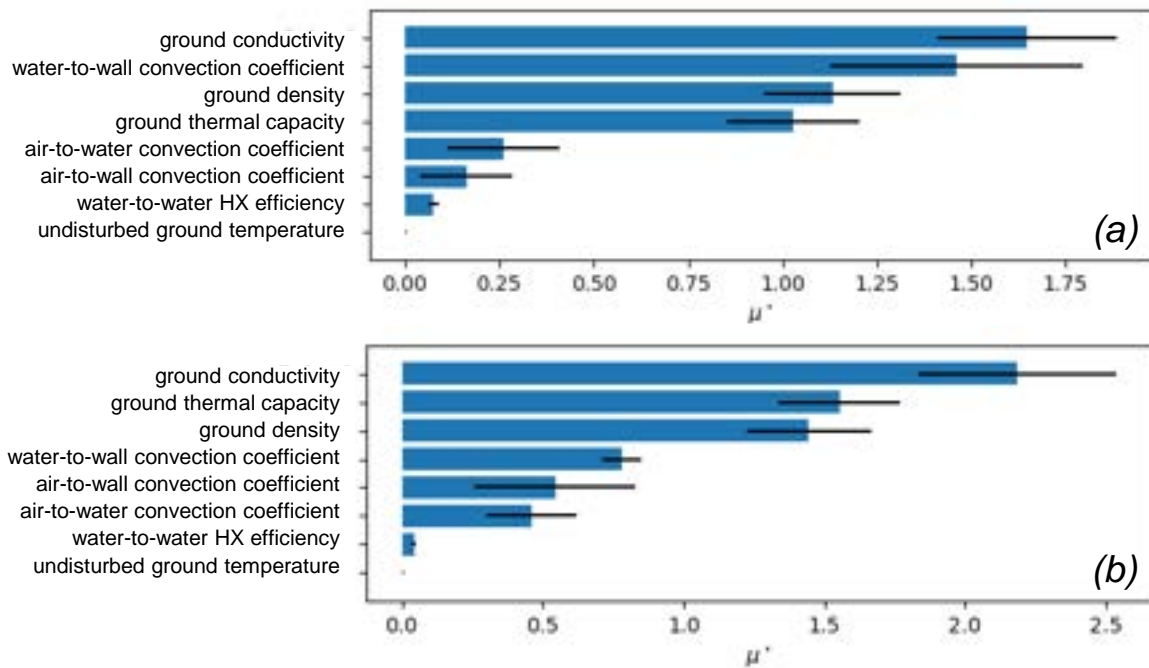 ground conductivity
water-to-wall convection coefficient
ground density
ground thermal capacity
air-to-water convection coefficient
air-to-wall convection coefficient
water-to-water HX efficiency
undisturbed ground temperature
(a)
0.00 0.25 0.50 0.75 1.00 1.25 1.50 1.75
μ*
ground conductivity
ground thermal capacity
ground density
water-to-wall convection coefficient
air-to-wall convection coefficient
air-to-water convection coefficient
water-to-water HX efficiency
undisturbed ground temperature
(b)
0.0 0.5 1.0 1.5 2.0 2.5
μ*